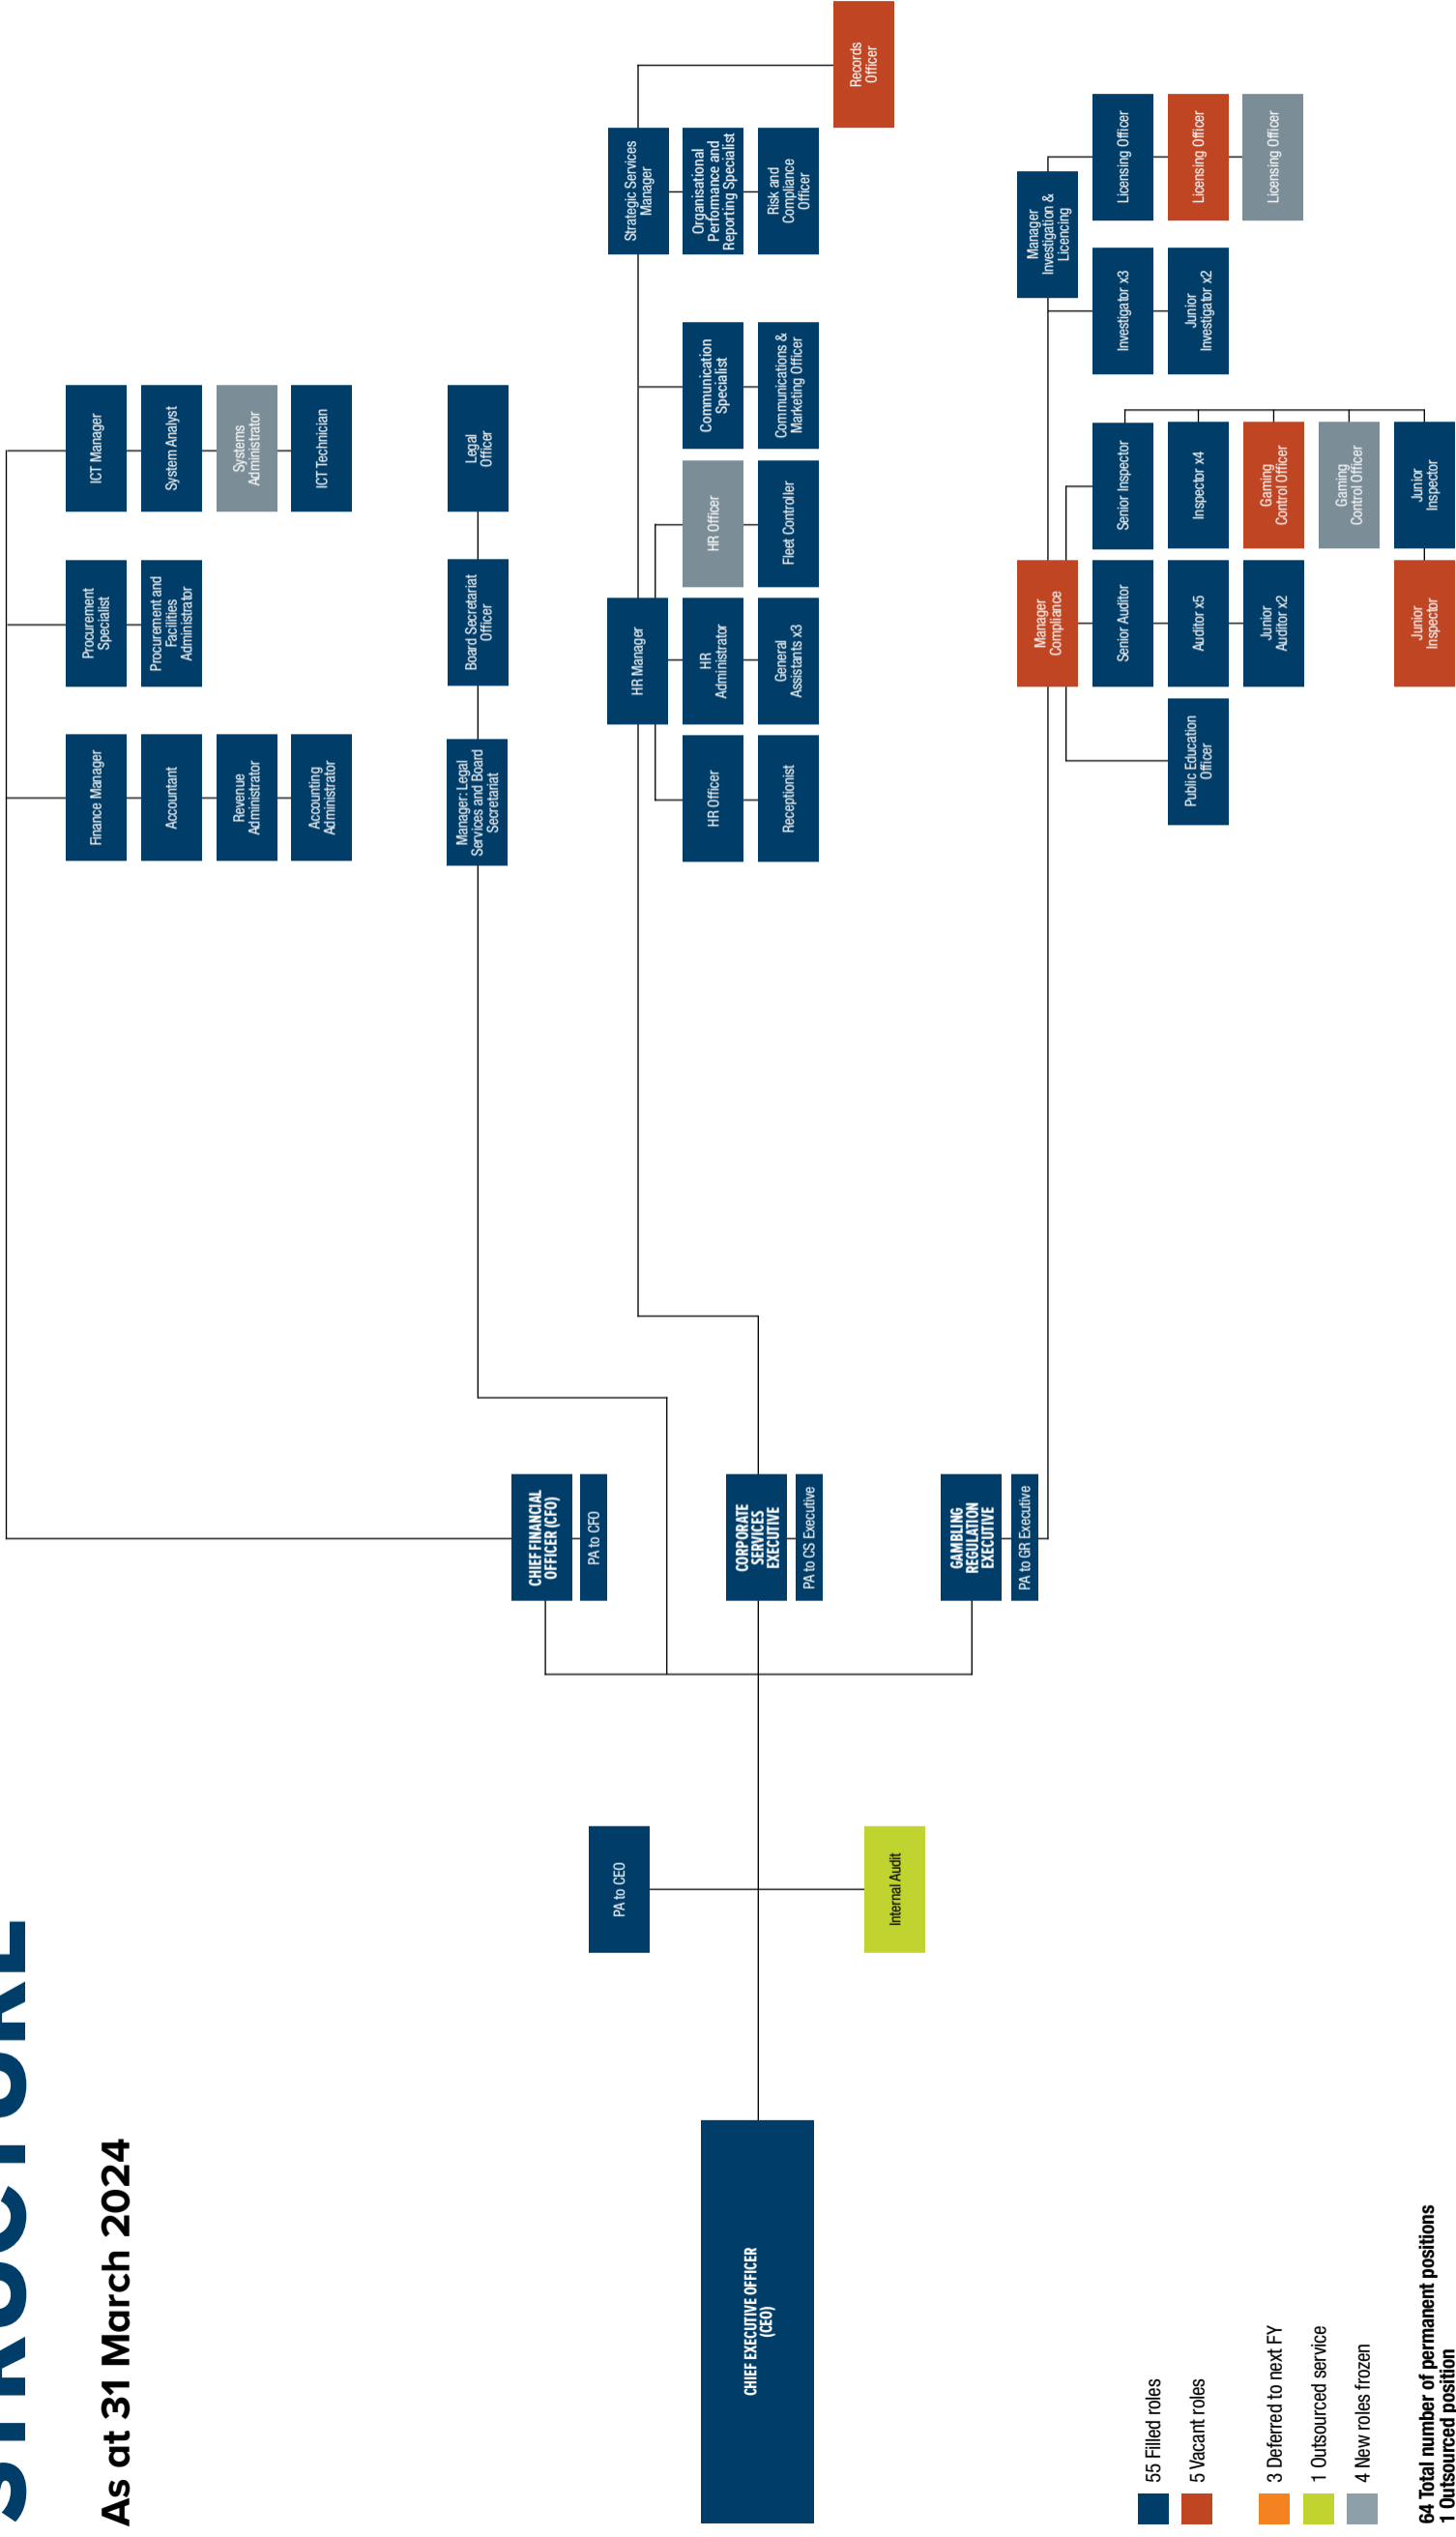 STRUCTURE
As at 31 March 2024
CHIEF EXECUTIVE OFFICER
(CEO)
PA to CEO
Internal Audit
CHIEF FINANCIAL
OFFICER (CFO)
PA to CFO
CORPORATE
SERVICES
EXECUTIVE
PA to CS Executive
GAMBLING
REGULATION
EXECUTIVE
PA to GR Executive
Finance Manager
Accountant
Revenue
Administrator
Accounting
Administrator
Procurement
Specialist
Procurement and
Facilities
Administrator
ICT Manager
System Analyst
Systems
Administrator
ICT Technician
Manager: Legal
Services and Board
Secretariat
Board Secretariat
Officer
Legal
Officer
HR Manager
HR Officer
Receptionist
HR
Administrator
General
Assistants x3
HR Officer
Fleet Controller
Communication
Specialist
Communications &
Marketing Officer
Strategic Services
Manager
Organisational
Performance and
Reporting Specialist
Risk and
Compliance
Officer
Records
Officer
Manager
Compliance
Public Education
Officer
Senior Auditor
Auditor x5
Junior
Auditor x2
Senior Inspector
Inspector x4
Gaming
Control Officer
Gaming
Control Officer
Junior
Inspector
Junior
Inspector
Manager
Investigation &
Licencing
Investigator x3
Junior
Investigator x2
Licensing Officer
Licensing Officer
Licensing Officer
55 Filled roles
5 Vacant roles
3 Deferred to next FY
1 Outsourced service
4 New roles frozen
64 Total number of permanent positions
1 Outsourced position